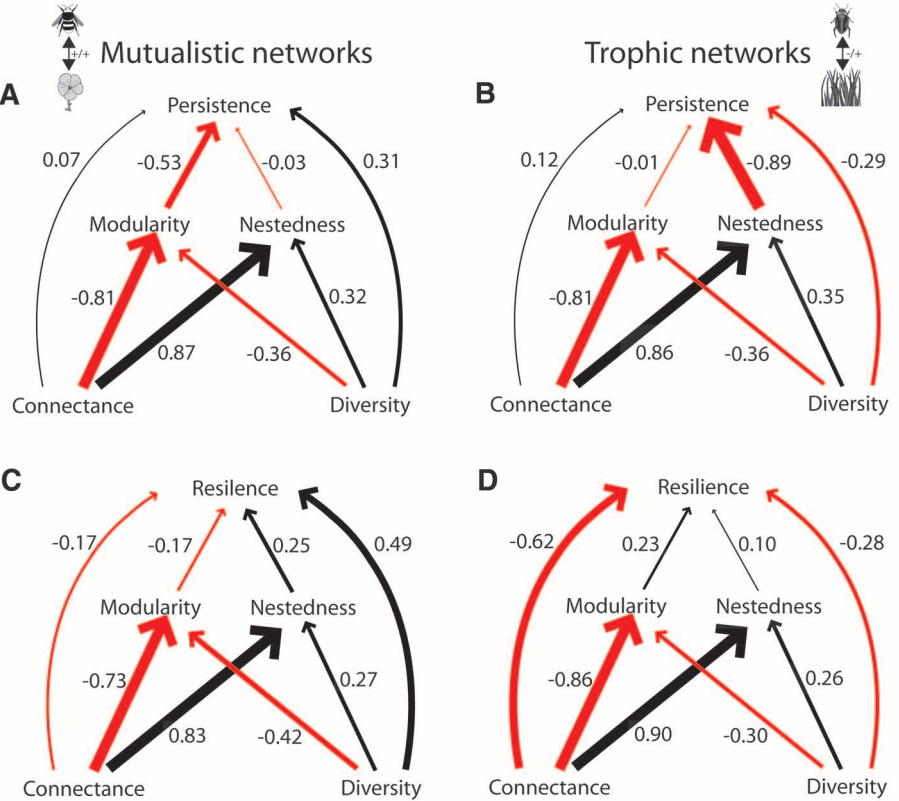 Mutualistic networks
+/+
Trophic networks
-/+
A
Persistence
0.07
-0.53
-0.03
0.31
Modularity
Nestedness
-0.81
0.87
-0.36
0.32
Connectance
Diversity
B
Persistence
0.12
-0.01
-0.89
-0.29
Modularity
Nestedness
-0.81
0.86
-0.36
0.35
Connectance
Diversity
C
Resilence
-0.17
-0.17
0.25
0.49
Modularity
Nestedness
-0.73
0.83
-0.42
0.27
Connectance
Diversity
D
Resilience
-0.62
0.23
0.10
-0.28
Modularity
Nestedness
-0.86
0.90
-0.30
0.26
Connectance
Diversity